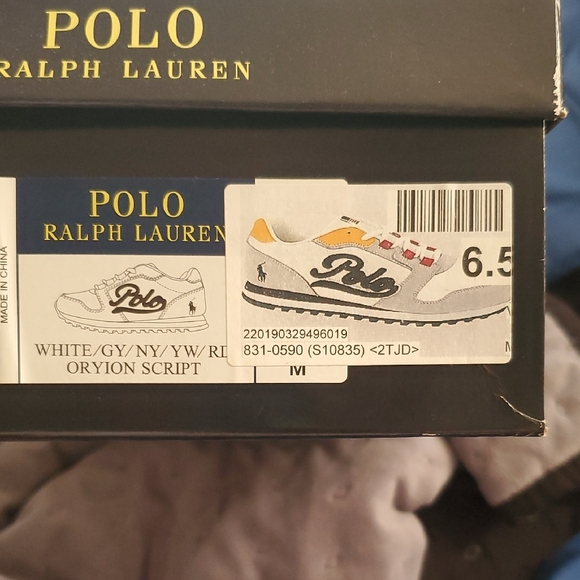 POLO
RALPH LAUREN
MADE IN CHINA
POLO
RALPH LAUREN
Polo
WHITE/GY/NY/YW/RD
ORYION SCRIPT
M
Polo
6.5
220190329496019
831-0590 (S10835) <2TJD>